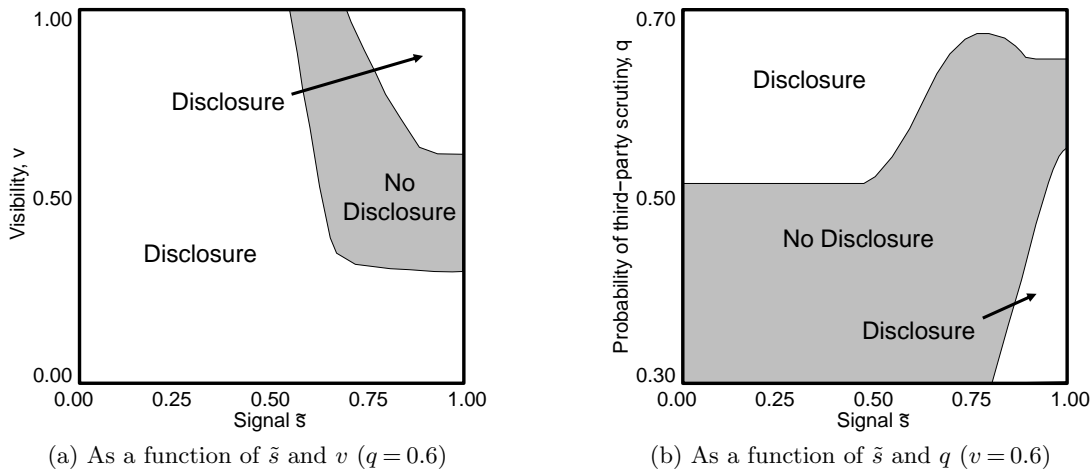 1.00
0.50
0.00
Visibility, v
Disclosure
No
Disclosure
Disclosure
0.00 0.25 0.50 0.75 1.00
Signal s̃
(a) As a function of s̃ and v (q = 0.6)
0.70
0.50
0.30
Probability of third−party scrutiny, q
Disclosure
No Disclosure
Disclosure
0.00 0.25 0.50 0.75 1.00
Signal s̃
(b) As a function of s̃ and q (v = 0.6)